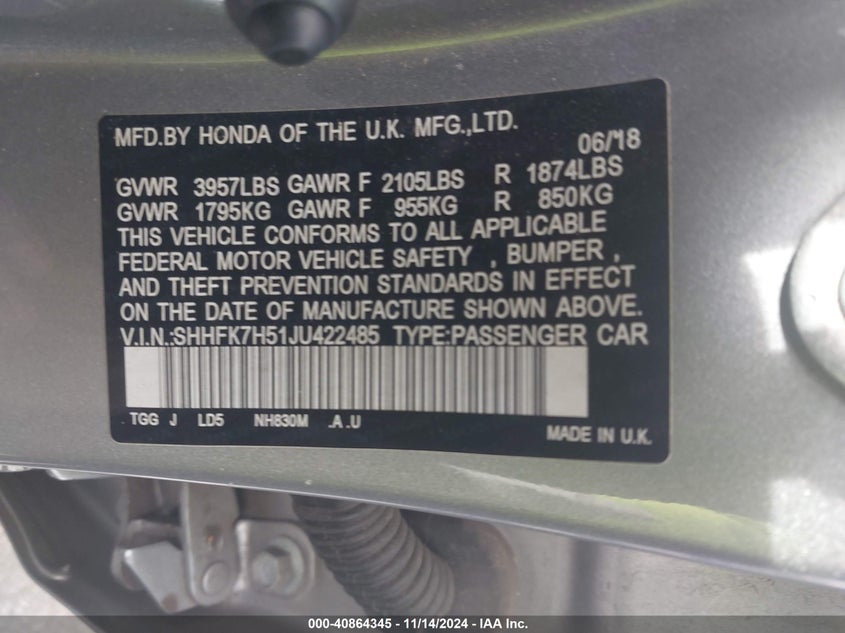 MFD.BY HONDA OF THE U.K. MFG.,LTD.
06/'18
GVWR 3957LBS GAWR F 2105LBS R 1874LBS
GVWR 1795KG GAWR F 955KG R 850KG
THIS VEHICLE CONFORMS TO ALL APPLICABLE
FEDERAL MOTOR VEHICLE SAFETY , BUMPER ,
AND THEFT PREVENTION STANDARDS IN EFFECT
ON THE DATE OF MANUFACTURE SHOWN ABOVE.
V.I.N.:SHHFK7H51JU422485 TYPE:PASSENGER CAR
TGG J LD5 NH830M .A .U
MADE IN U.K.
000-40864345 - 11/14/2024 - IAA Inc.